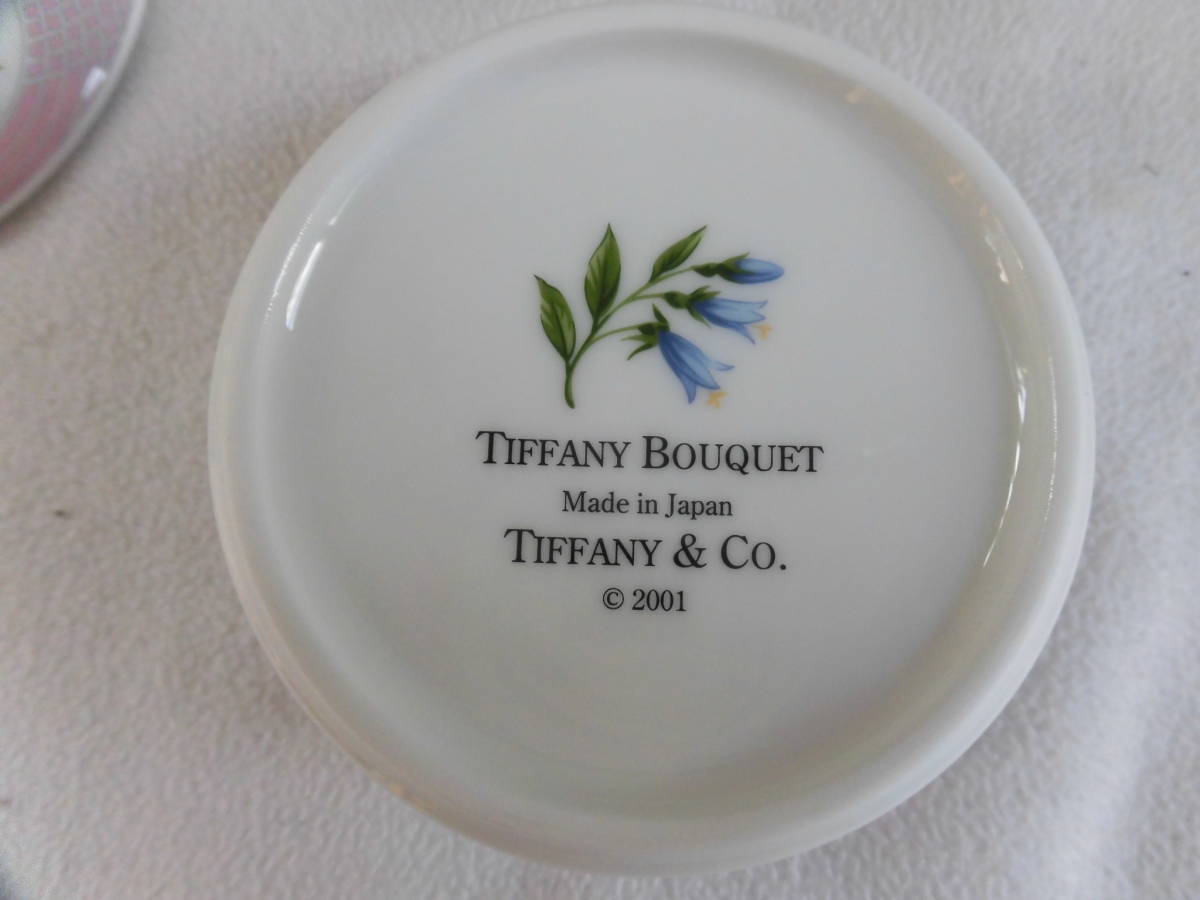 TIFFANY BOUQUET
Made in Japan
TIFFANY & CO.
© 2001